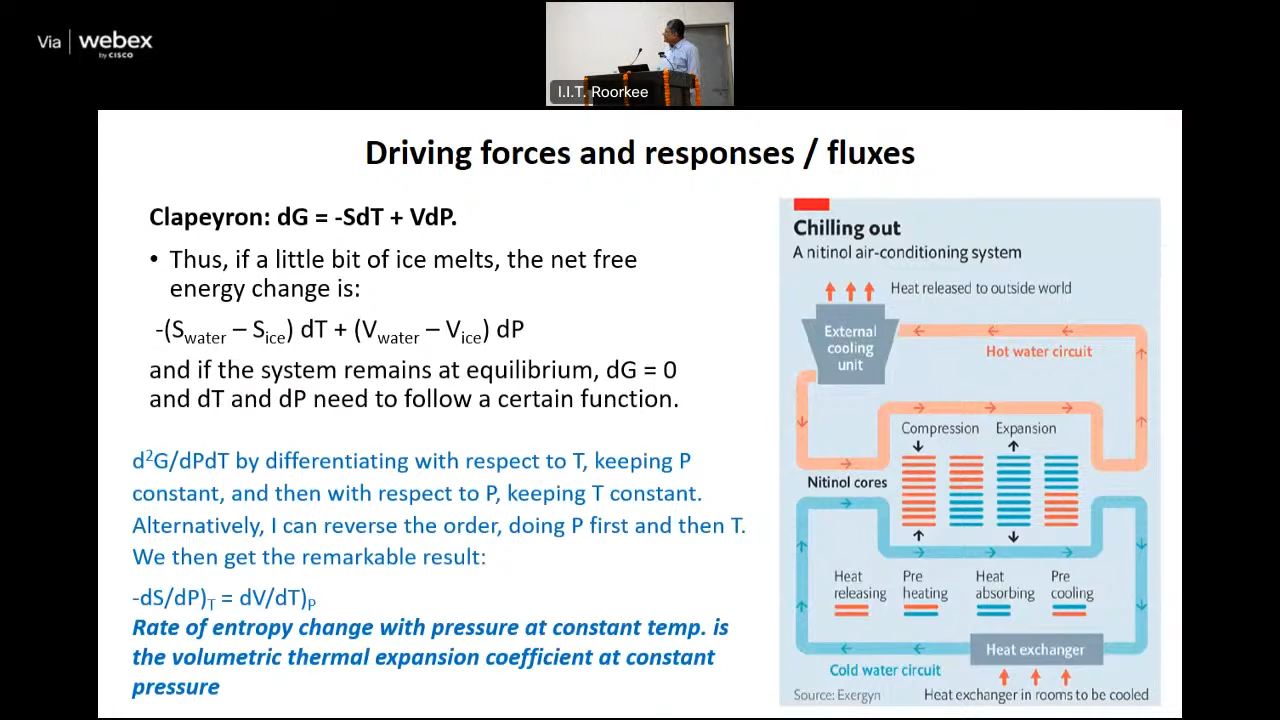 Via | webex
by CISCO
I.I.T. Roorkee
Driving forces and responses / fluxes
Clapeyron: dG = -SdT + VdP.
• Thus, if a little bit of ice melts, the net free
energy change is:
-(Swater – Sice) dT + (Vwater – Vice) dP
and if the system remains at equilibrium, dG = 0
and dT and dP need to follow a certain function.
d²G/dPdT by differentiating with respect to T, keeping P
constant, and then with respect to P, keeping T constant.
Alternatively, I can reverse the order, doing P first and then T.
We then get the remarkable result:
-dS/dP)T = dV/dT)P
Rate of entropy change with pressure at constant temp. is
the volumetric thermal expansion coefficient at constant
pressure
Chilling out
A nitinol air-conditioning system
Heat released to outside world
External
cooling
unit
Hot water circuit
Compression
Expansion
Nitinol cores
Heat
releasing
Pre
heating
Heat
absorbing
Pre
cooling
Heat exchanger
Cold water circuit
Source: Exergyn
Heat exchanger in rooms to be cooled